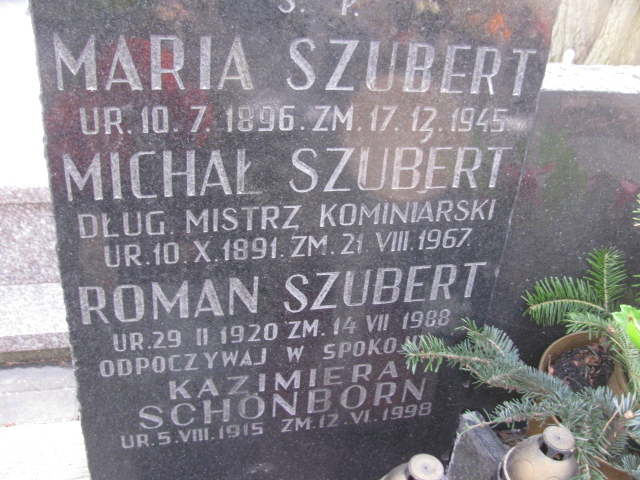 Ś. P.
MARIA SZUBERT
UR. 10. 7. 1896. ZM. 17. 12. 1945
MICHAŁ SZUBERT
DŁUG. MISTRZ KOMINIARSKI
UR. 10. X. 1891. ZM. 21 VIII. 1967
ROMAN SZUBERT
UR. 29 II 1920 ZM. 14 VII 1988
ODPOCZYWAJ W
KAZIMIERA
SCHÖNBORN
UR. 5. VIII. 1915 ZM. 12. VI. 1998